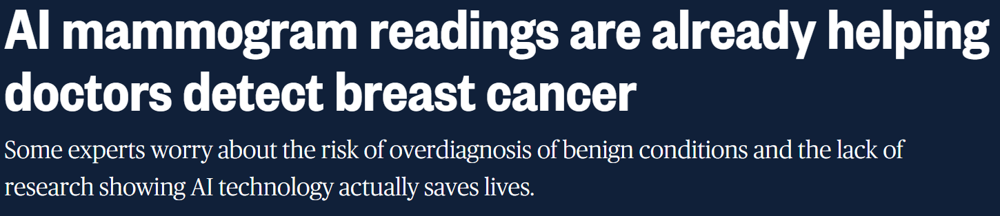 AI mammogram readings are already helping
doctors detect breast cancer
Some experts worry about the risk of overdiagnosis of benign conditions and the lack of
research showing AI technology actually saves lives.